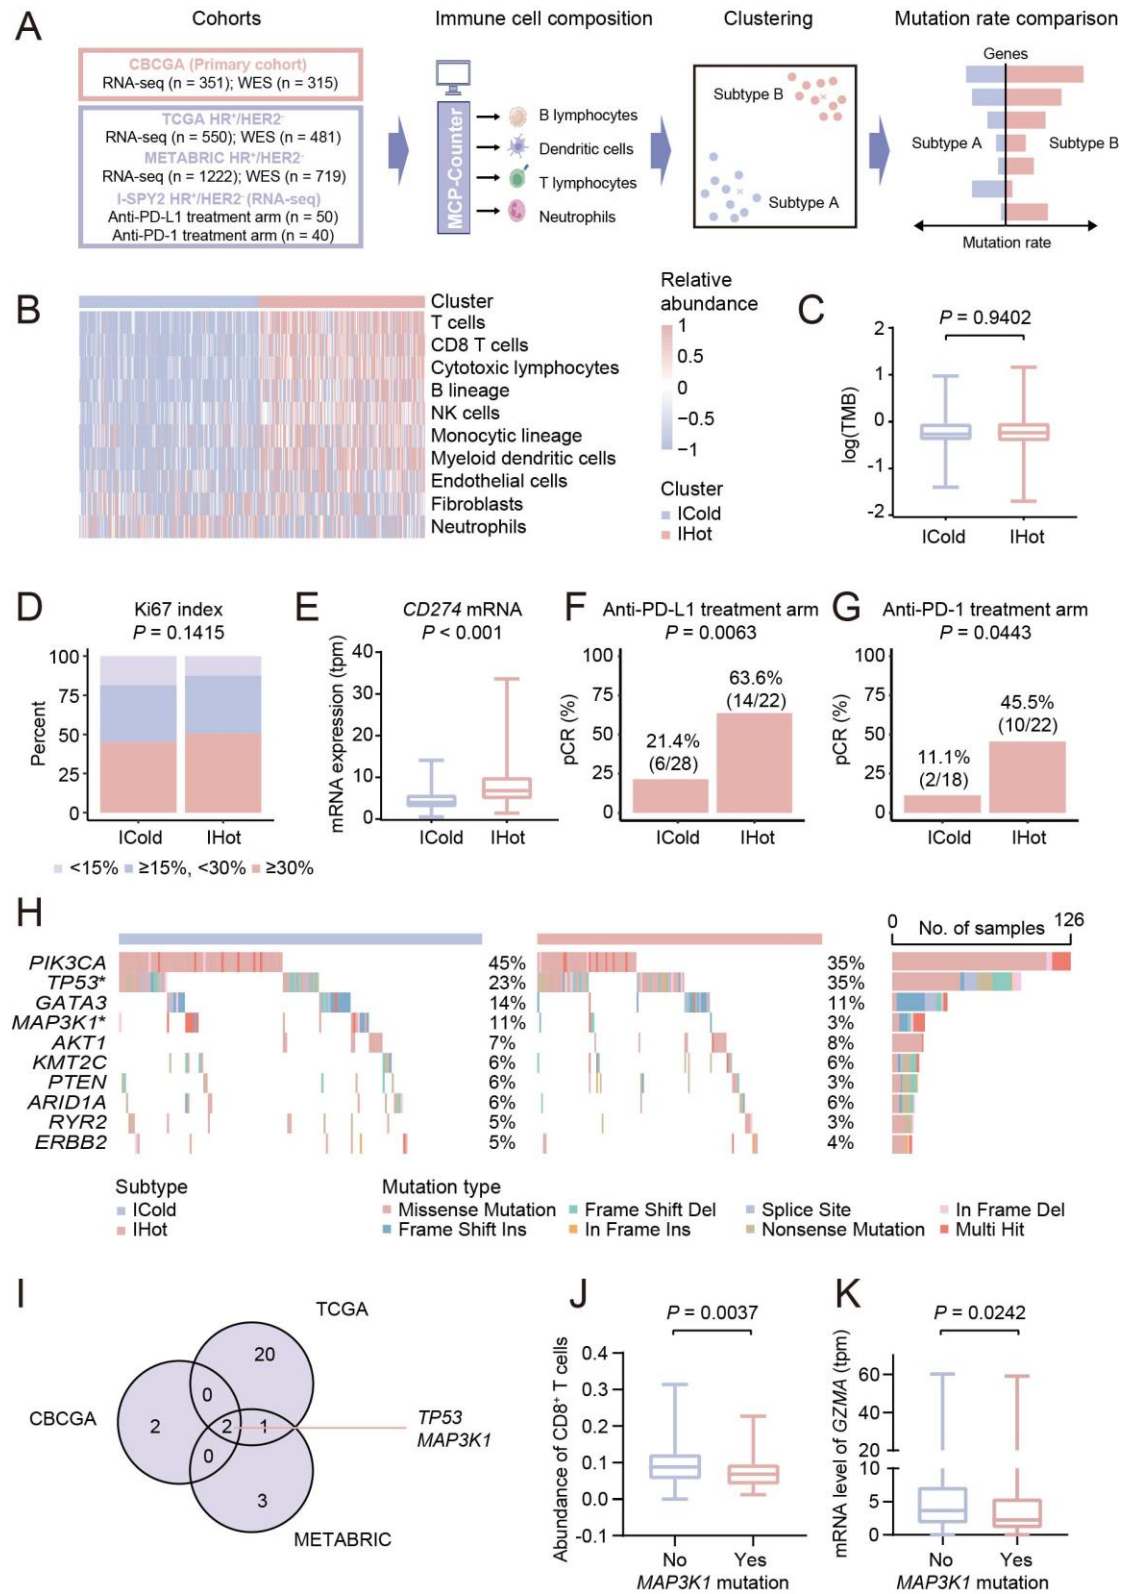 A
Cohorts
Immune cell composition
Clustering
Mutation rate comparison
CBCGA (Primary cohort)
RNA-seq (n = 351); WES (n = 315)
TCGA HR⁺/HER2⁻
RNA-seq (n = 550); WES (n = 481)
METABRIC HR⁺/HER2⁻
RNA-seq (n = 1222); WES (n = 719)
I-SPY2 HR⁺/HER2⁻ (RNA-seq)
Anti-PD-L1 treatment arm (n = 50)
Anti-PD-1 treatment arm (n = 40)
MCP-Counter
B lymphocytes
Dendritic cells
T lymphocytes
Neutrophils
Subtype B
Subtype A
Genes
Subtype A
Subtype B
Mutation rate
B
Cluster
T cells
CD8 T cells
Cytotoxic lymphocytes
B lineage
NK cells
Monocytic lineage
Myeloid dendritic cells
Endothelial cells
Fibroblasts
Neutrophils
Relative
abundance
1
0.5
0
−0.5
−1
Cluster
ICold
IHot
C
P = 0.9402
log(TMB)
2
1
0
-1
-2
ICold
IHot
D
Ki67 index
P = 0.1415
Percent
100
75
50
25
0
ICold
IHot
<15%
≥15%, <30%
≥30%
E
CD274 mRNA
P < 0.001
mRNA expression (tpm)
40
30
20
10
0
ICold
IHot
F
Anti-PD-L1 treatment arm
P = 0.0063
pCR (%)
100
75
50
25
0
21.4%
(6/28)
63.6%
(14/22)
ICold
IHot
G
Anti-PD-1 treatment arm
P = 0.0443
pCR (%)
100
75
50
25
0
11.1%
(2/18)
45.5%
(10/22)
ICold
IHot
H
0
No. of samples
126
PIK3CA 45% 35%
TP53* 23% 35%
GATA3 14% 11%
MAP3K1* 11% 3%
AKT1 7% 8%
KMT2C 6% 6%
PTEN 6% 3%
ARID1A 6% 6%
RYR2 5% 3%
ERBB2 5% 4%
Subtype
ICold
IHot
Mutation type
Missense Mutation
Frame Shift Del
Splice Site
In Frame Del
Frame Shift Ins
In Frame Ins
Nonsense Mutation
Multi Hit
I
TCGA
20
0
CBCGA
2
2
1
0
3
METABRIC
TP53
MAP3K1
J
P = 0.0037
Abundance of CD8⁺ T cells
0.4
0.3
0.2
0.1
0.0
-0.1
No
Yes
MAP3K1 mutation
K
P = 0.0242
mRNA level of GZMA (tpm)
60
40
20
10
5
0
No
Yes
MAP3K1 mutation